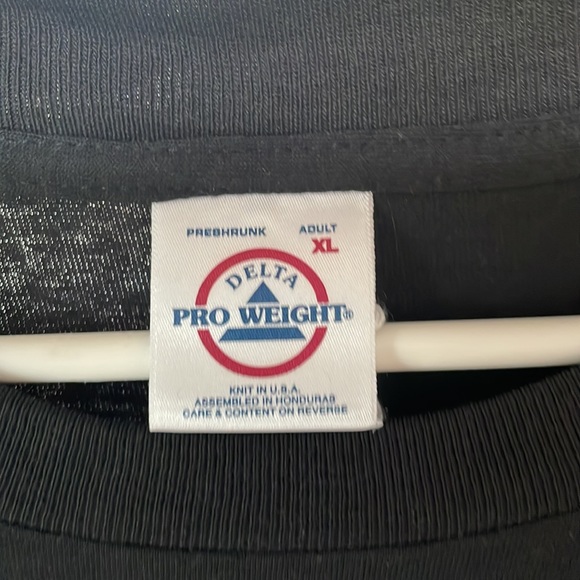 PRESHRUNK ADULT
XL
DELTA
PRO WEIGHT®
KNIT IN U.S.A.
ASSEMBLED IN HONDURAS
CARE & CONTENT ON REVERSE